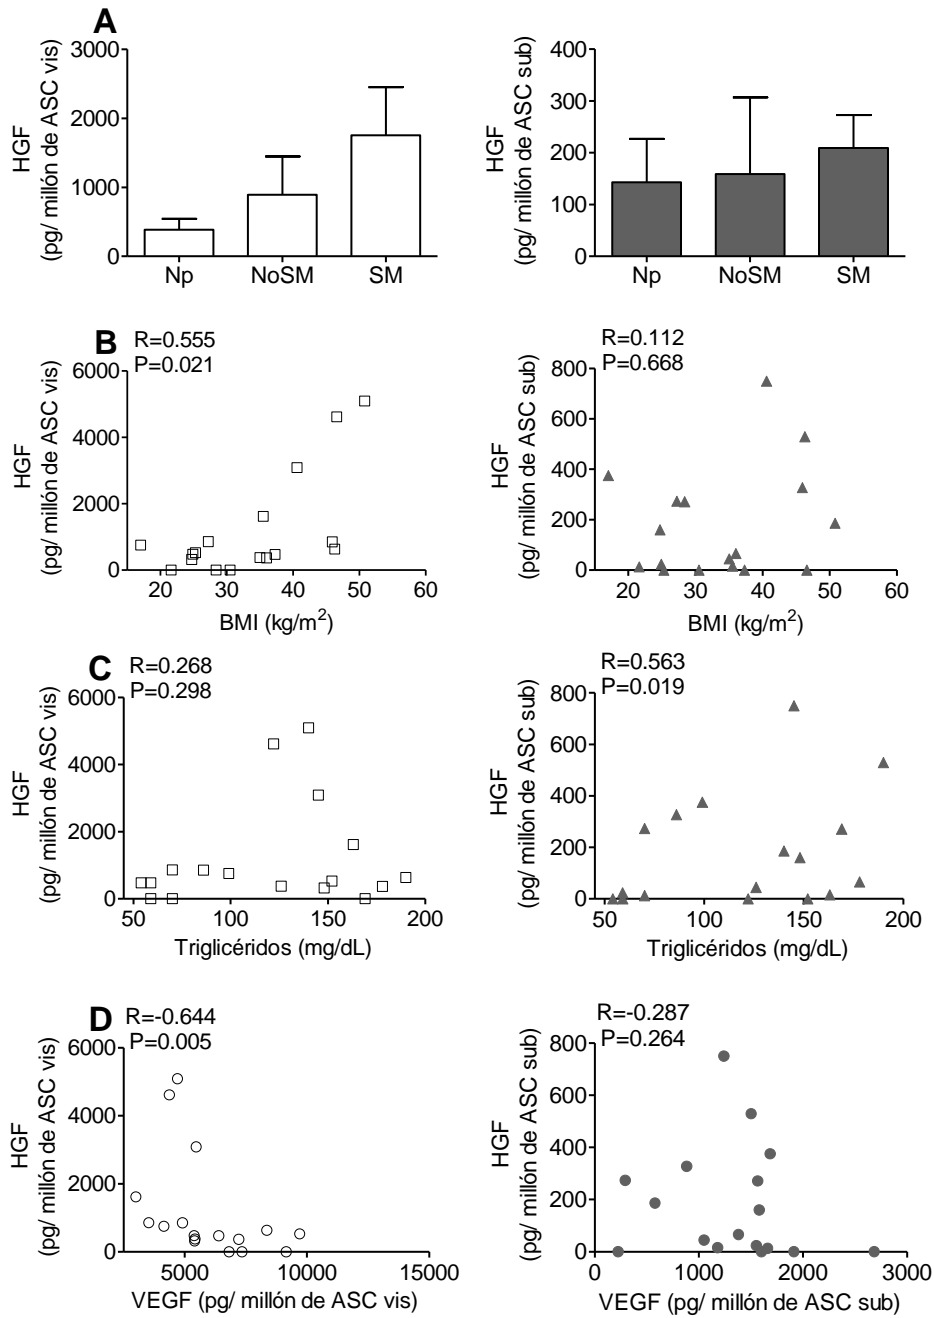 A
HGF
(pg/ millón de ASC vis)
3000
2000
1000
0
Np NoSM SM
HGF
(pg/ millón de ASC sub)
400
300
200
100
0
Np NoSM SM
B
R=0.555
P=0.021
HGF
(pg/ millón de ASC vis)
6000
4000
2000
0
20 30 40 50 60
BMI (kg/m²)
R=0.112
P=0.668
HGF
(pg/ millón de ASC sub)
800
600
400
200
0
20 30 40 50 60
BMI (kg/m²)
C
R=0.268
P=0.298
HGF
(pg/ millón de ASC vis)
6000
4000
2000
0
50 100 150 200
Triglicéridos (mg/dL)
R=0.563
P=0.019
HGF
(pg/ millón de ASC sub)
800
600
400
200
0
50 100 150 200
Triglicéridos (mg/dL)
D
R=-0.644
P=0.005
HGF
(pg/ millón de ASC vis)
6000
4000
2000
0
5000 10000 15000
VEGF (pg/ millón de ASC vis)
R=-0.287
P=0.264
HGF
(pg/ millón de ASC sub)
800
600
400
200
0
0 1000 2000 3000
VEGF (pg/ millón de ASC sub)